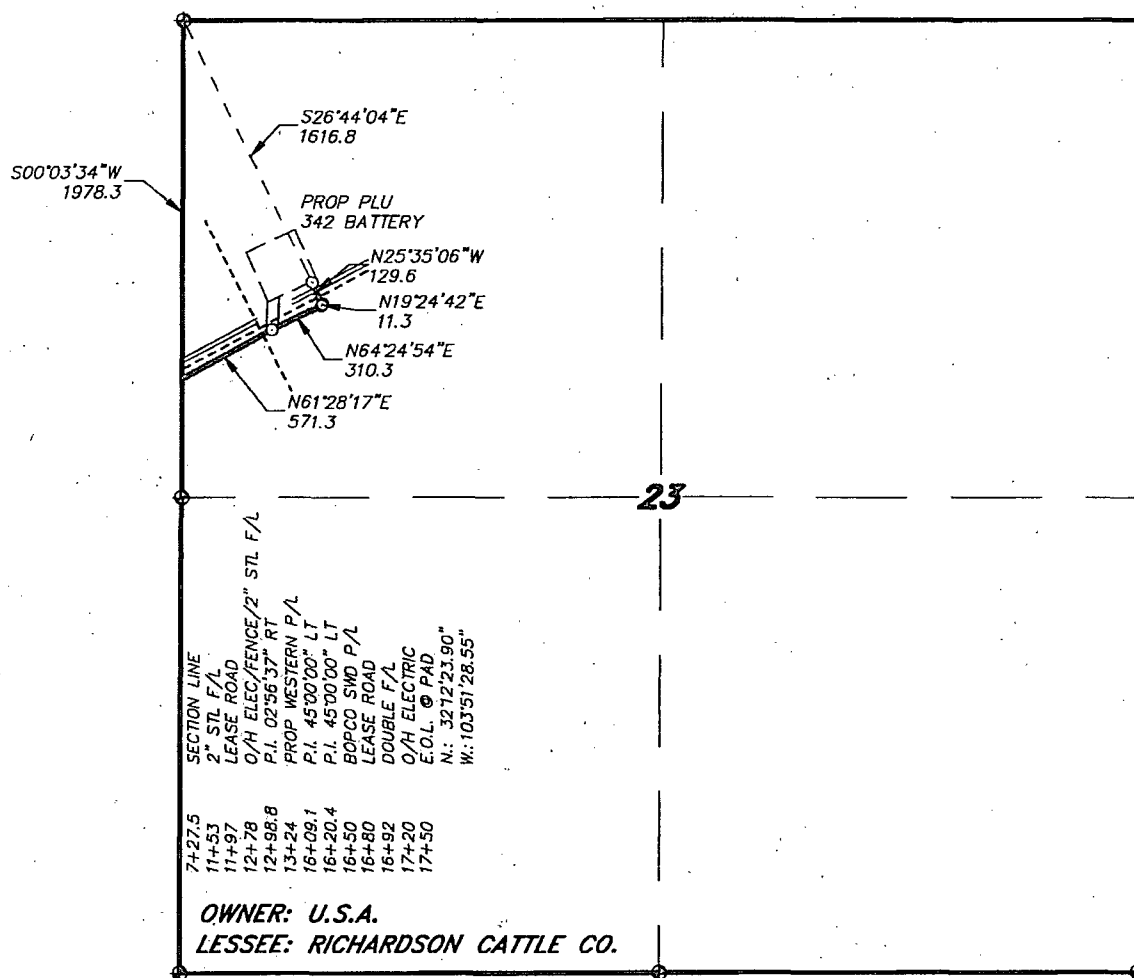 S26°44'04"E
1616.8
S00°03'34"W
1978.3
PROP PLU
342 BATTERY
N25°35'06"W
129.6
N19°24'42"E
11.3
N64°24'54"E
310.3
N61°28'17"E
571.3
23
7+27.5 SECTION LINE
11+53 2" STL F/L
11+97 LEASE ROAD
12+78 O/H ELEC/FENCE/2" STL F/L
12+98.8 P.I. 02°56'37" RT
13+24 PROP WESTERN P/L
16+09.1 P.I. 45°00'00" LT
16+20.4 P.I. 45°00'00" LT
16+50 BOPCO SWD P/L
16+80 LEASE ROAD
16+92 DOUBLE F/L
17+20 O/H ELECTRIC
17+50 E.O.L. @ PAD
N.: 32°12'23.90"
W.: 103°51'28.55"
OWNER: U.S.A.
LESSEE: RICHARDSON CATTLE CO.